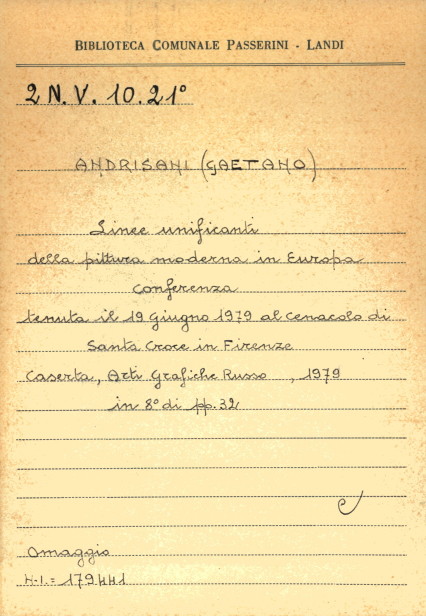 BIBLIOTECA COMUNALE PASSERINI - LANDI
2 N.V. 10.21°
ANDRISANI (GAETANO)
Linee unificanti
della pittura moderna in Europa
Conferenza
tenuta il 19 Giugno 1979 al Cenacolo di
Santa Croce in Firenze
Caserta, Arti Grafiche Russo , 1979
in 8° di pp. 32
Omaggio
N.I. = 179441